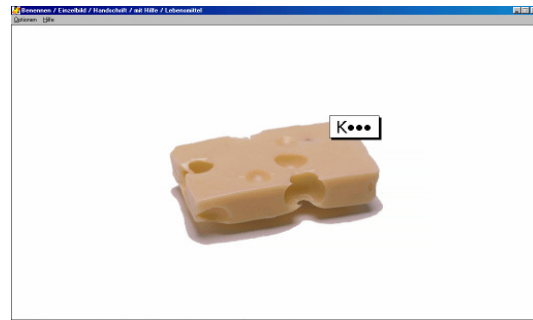 Benennen / Einzelbild / Handschrift / mit Hilfe / Lebensmittel
Optionen Hilfe
K●●●